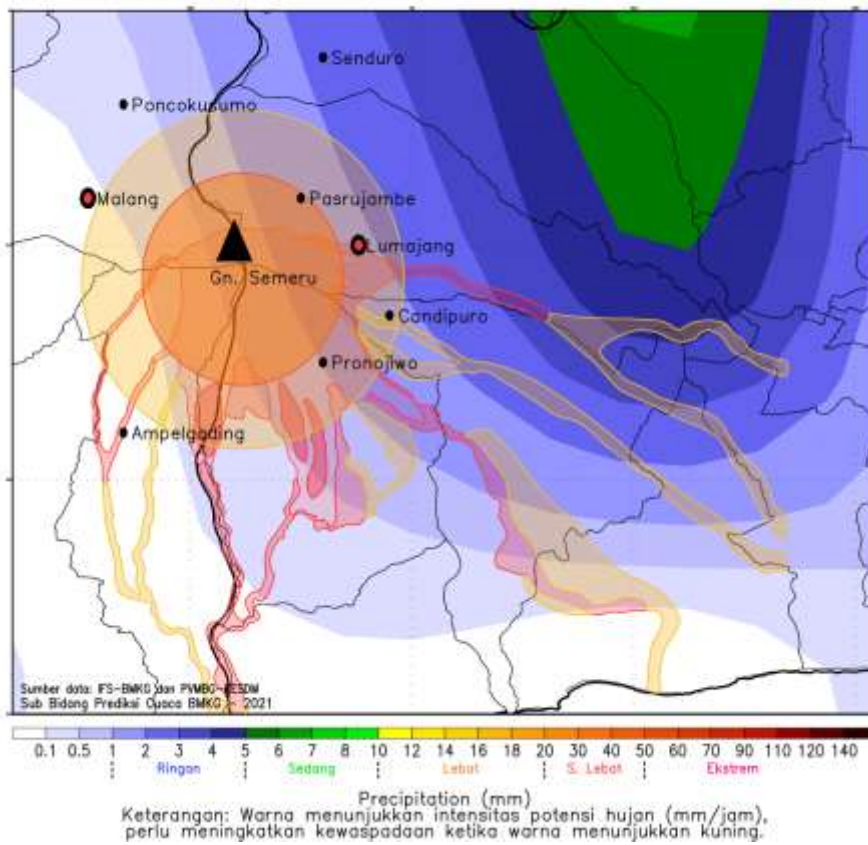 Senduro
Poncokusumo
Malang
Pasrujambe
Lumajang
Gn. Semeru
Candipuro
Pronojiwo
Ampelgading
Sumber data: IFS-BMKG dan PVMBG-KESDM
Sub Bidang Prediksi Cuaca BMKG - 2021
0.1 0.5 1 2 3 4 5 6 7 8 10 12 14 16 18 20 30 40 50 60 70 90 110 120 140
Ringan Sedang Lebat S. Lebat Ekstrem
Precipitation (mm)
Keterangan: Warna menunjukkan intensitas potensi hujan (mm/jam),
perlu meningkatkan kewaspadaan ketika warna menunjukkan kuning.